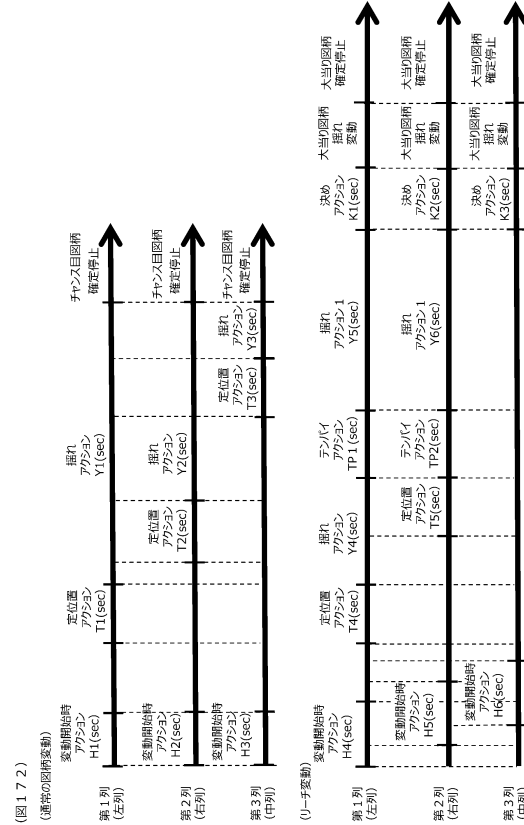 (図172)
(通常の図柄変動)
第1列
(左列)
変動開始時
アクション
H1(sec)
定位置
アクション
T1(sec)
揺れ
アクション
Y1(sec)
チャンス目図柄
確定停止
第2列
(右列)
変動開始時
アクション
H2(sec)
定位置
アクション
T2(sec)
揺れ
アクション
Y2(sec)
チャンス目図柄
確定停止
第3列
(中列)
変動開始時
アクション
H3(sec)
定位置
アクション
T3(sec)
揺れ
アクション
Y3(sec)
チャンス目図柄
確定停止
(リーチ変動)
第1列
(左列)
変動開始時
アクション
H4(sec)
定位置
アクション
T4(sec)
揺れ
アクション
Y4(sec)
テンパイ
アクション
TP1(sec)
揺れ
アクション1
Y5(sec)
決め
アクション
K1(sec)
大当り図柄
揺れ
変動
大当り図柄
確定停止
第2列
(右列)
変動開始時
アクション
H5(sec)
定位置
アクション
T5(sec)
テンパイ
アクション
TP2(sec)
揺れ
アクション1
Y6(sec)
決め
アクション
K2(sec)
大当り図柄
揺れ
変動
大当り図柄
確定停止
第3列
(中列)
変動開始時
アクション
H6(sec)
決め
アクション
K3(sec)
大当り図柄
揺れ
変動
大当り図柄
確定停止